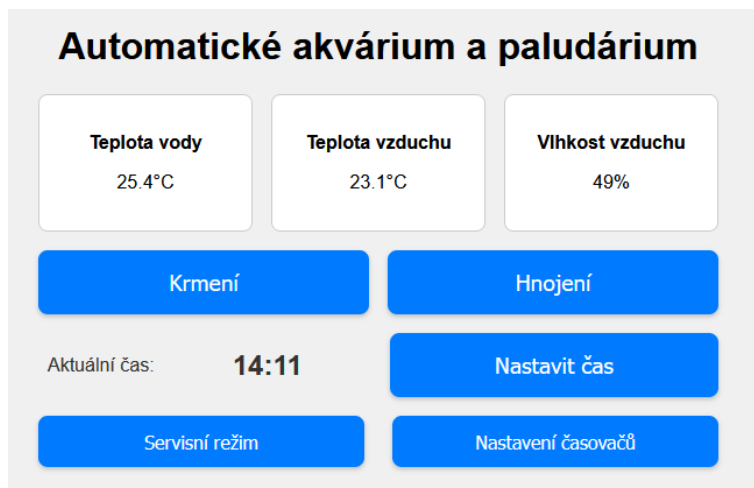 Automatické akvárium a paludárium
Teplota vody
25.4°C
Teplota vzduchu
23.1°C
Vlhkost vzduchu
49%
Krmení
Hnojení
Aktuální čas: 14:11
Nastavit čas
Servisní režim
Nastavení časovačů